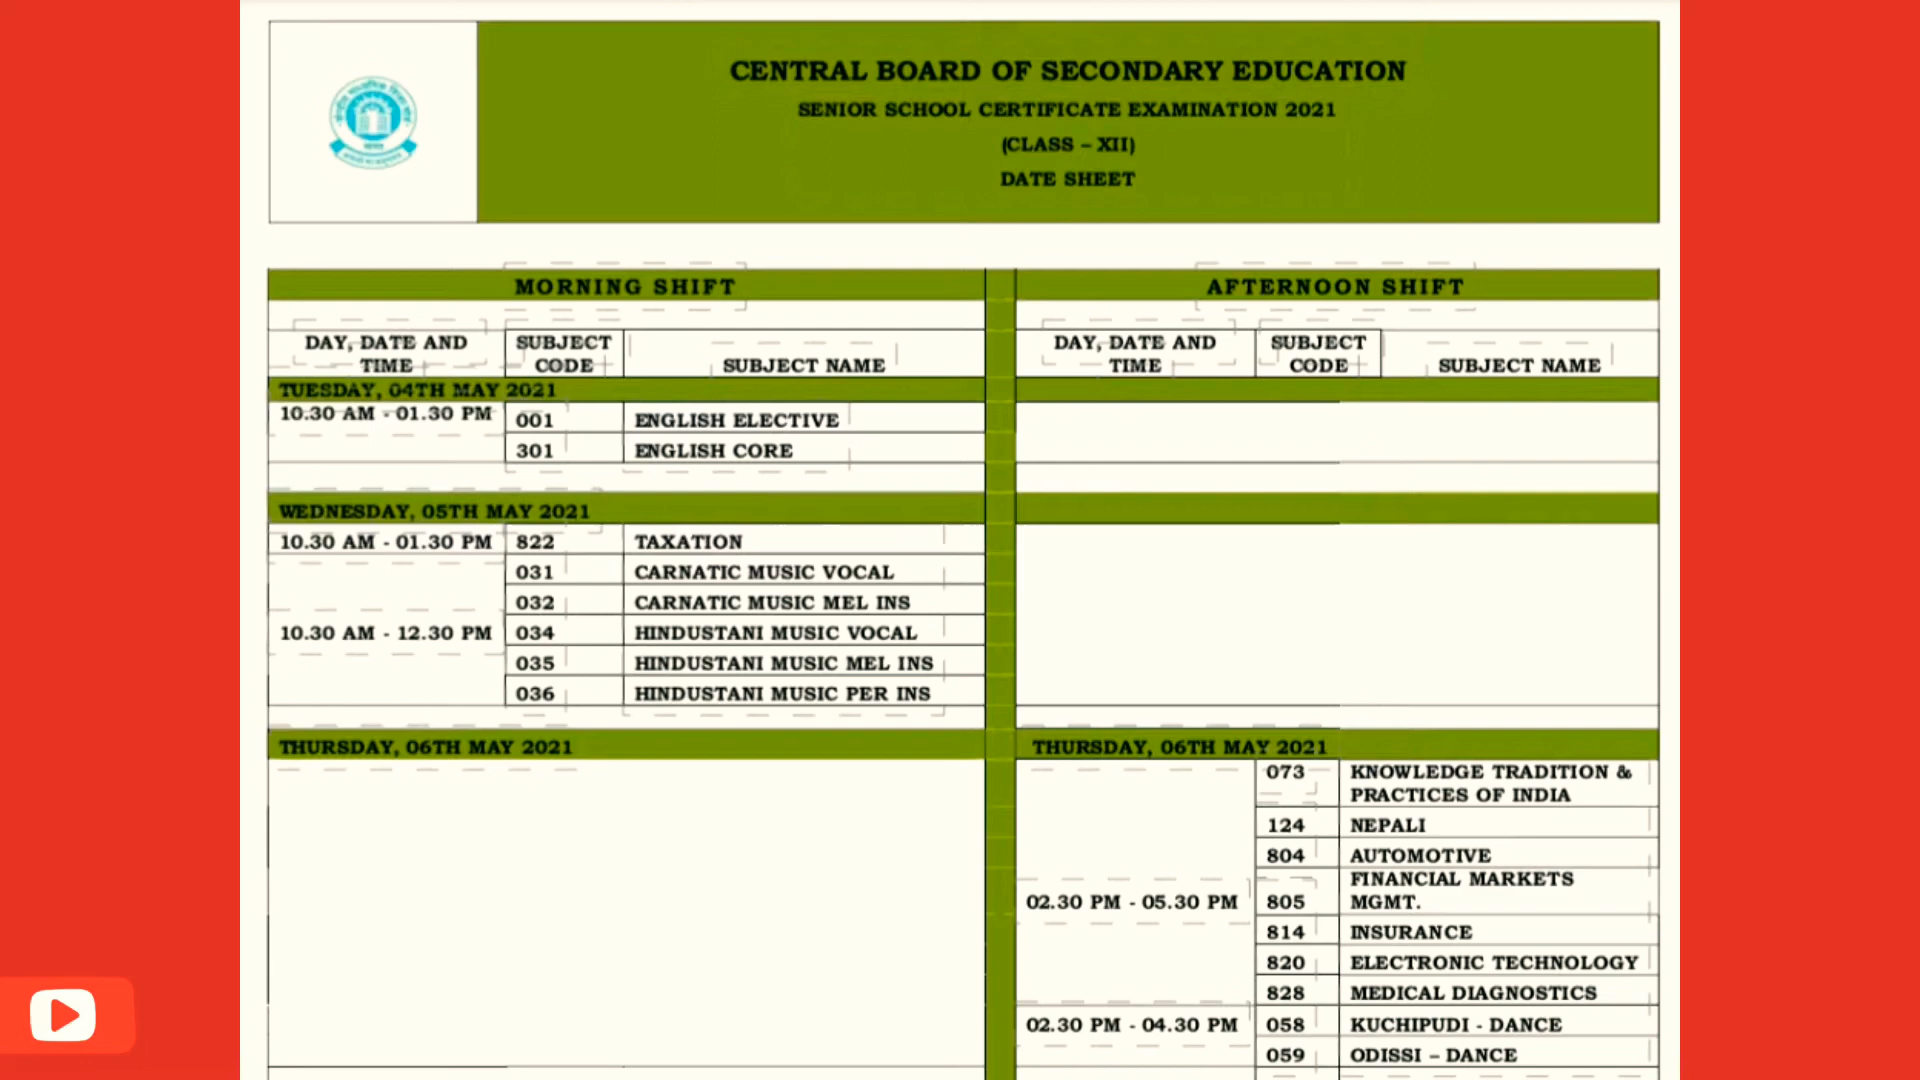 CENTRAL BOARD OF SECONDARY EDUCATION
SENIOR SCHOOL CERTIFICATE EXAMINATION 2021
(CLASS – XII)
DATE SHEET
MORNING SHIFT
DAY, DATE AND TIME SUBJECT CODE SUBJECT NAME
TUESDAY, 04TH MAY 2021
10.30 AM - 01.30 PM 001 ENGLISH ELECTIVE
301 ENGLISH CORE
WEDNESDAY, 05TH MAY 2021
10.30 AM - 01.30 PM 822 TAXATION
031 CARNATIC MUSIC VOCAL
032 CARNATIC MUSIC MEL INS
10.30 AM - 12.30 PM 034 HINDUSTANI MUSIC VOCAL
035 HINDUSTANI MUSIC MEL INS
036 HINDUSTANI MUSIC PER INS
THURSDAY, 06TH MAY 2021
AFTERNOON SHIFT
DAY, DATE AND TIME SUBJECT CODE SUBJECT NAME
THURSDAY, 06TH MAY 2021
073 KNOWLEDGE TRADITION &
PRACTICES OF INDIA
124 NEPALI
804 AUTOMOTIVE
FINANCIAL MARKETS
02.30 PM - 05.30 PM 805 MGMT.
814 INSURANCE
820 ELECTRONIC TECHNOLOGY
828 MEDICAL DIAGNOSTICS
02.30 PM - 04.30 PM 058 KUCHIPUDI - DANCE
059 ODISSI – DANCE